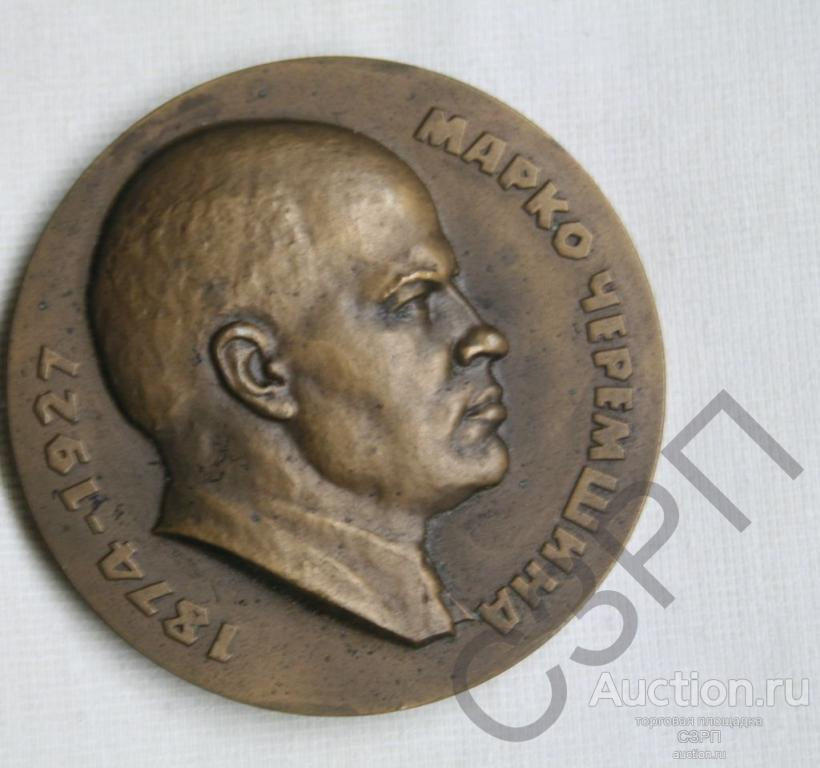 МАРКО ЧЕРЕМШИНА
1874-1927
СЗРП
Auction.ru
торговая площадка
СЗРП
auction.ru